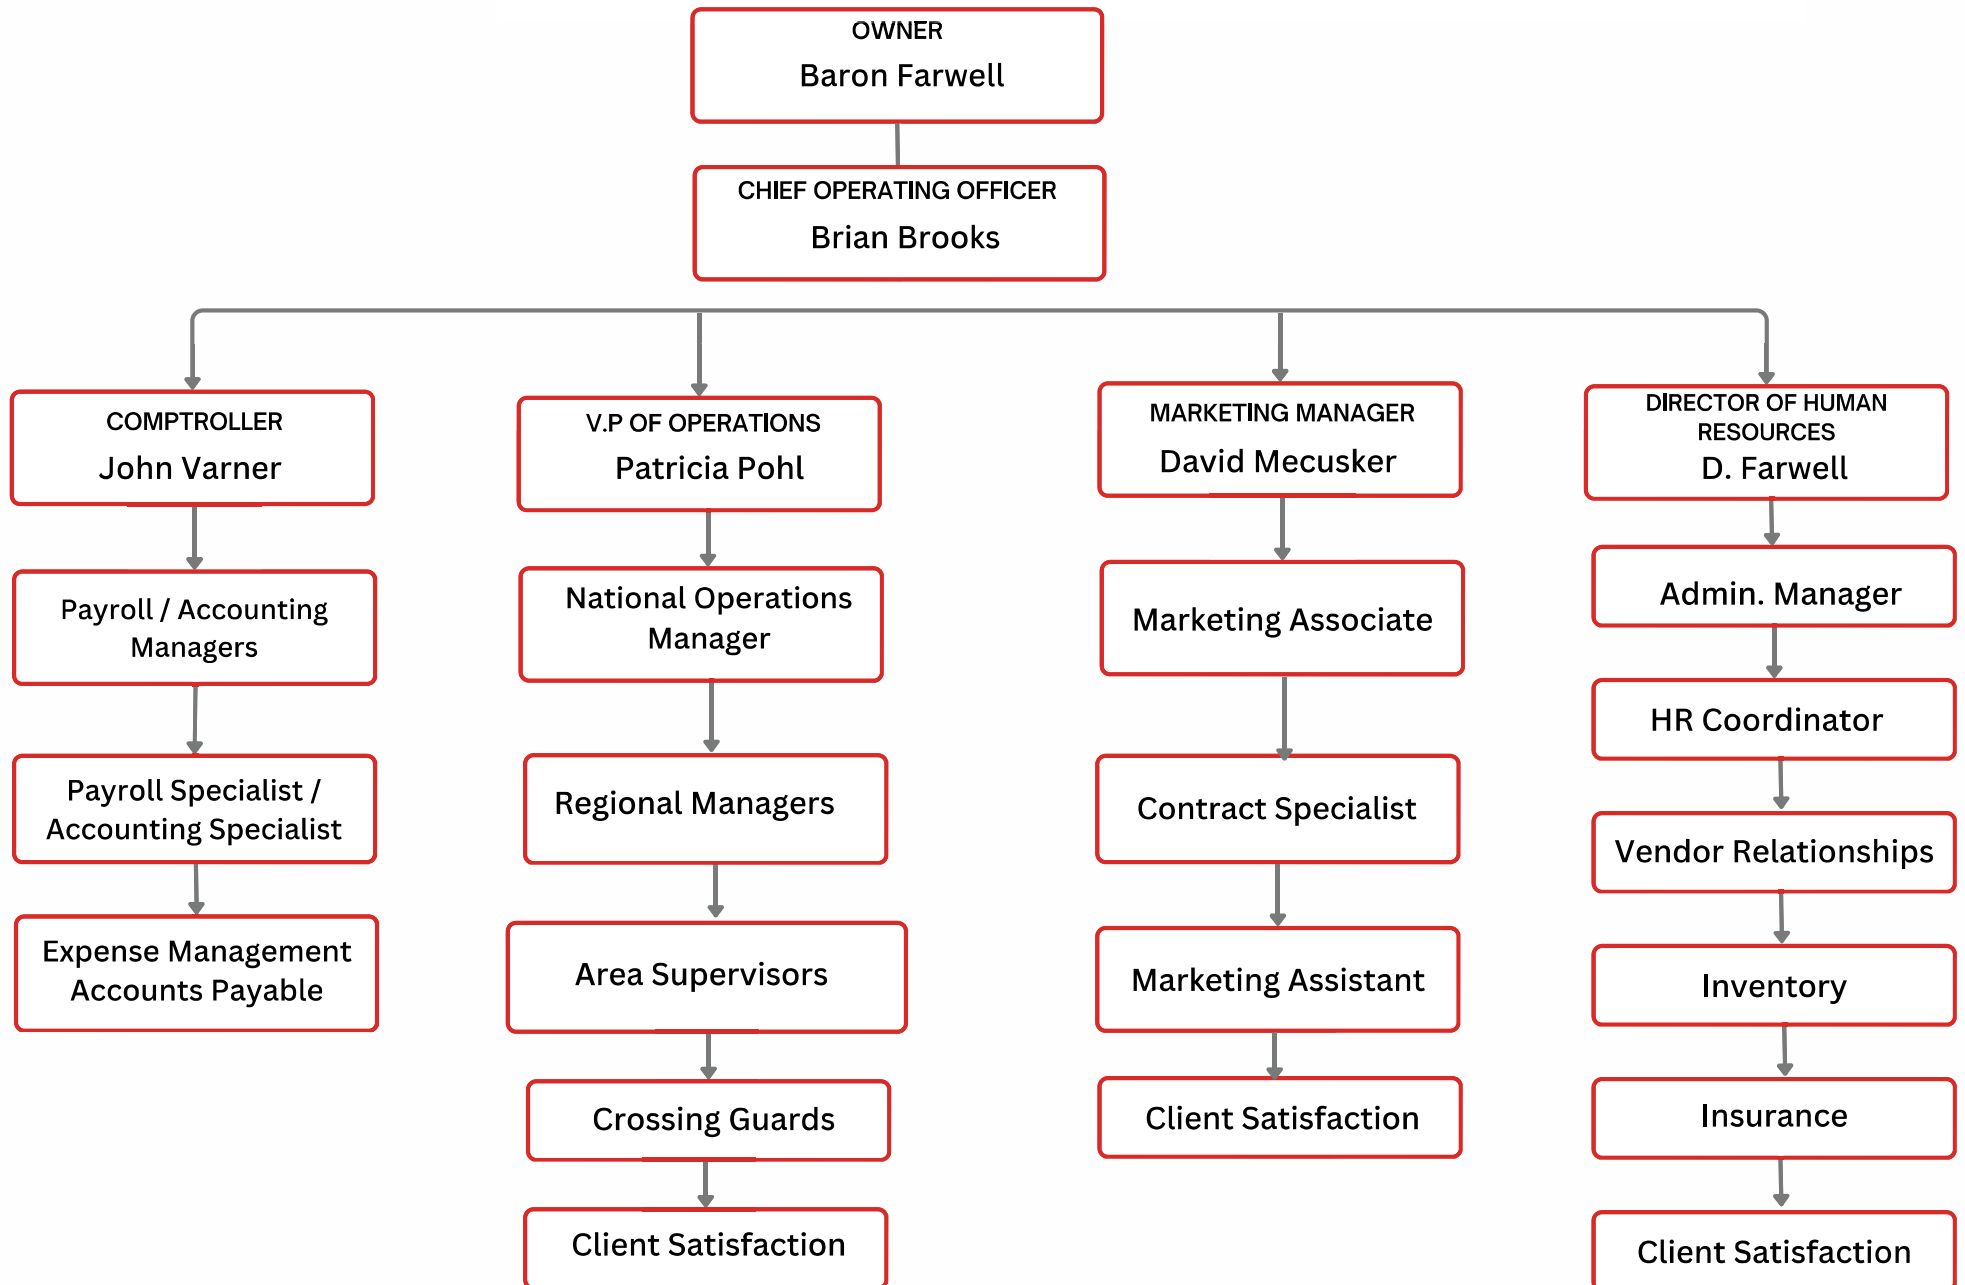 OWNER
Baron Farwell
CHIEF OPERATING OFFICER
Brian Brooks
COMPTROLLER
John Varner
Payroll / Accounting
Managers
Payroll Specialist /
Accounting Specialist
Expense Management
Accounts Payable
V.P OF OPERATIONS
Patricia Pohl
National Operations
Manager
Regional Managers
Area Supervisors
Crossing Guards
Client Satisfaction
MARKETING MANAGER
David Mecusker
Marketing Associate
Contract Specialist
Marketing Assistant
Client Satisfaction
DIRECTOR OF HUMAN
RESOURCES
D. Farwell
Admin. Manager
HR Coordinator
Vendor Relationships
Inventory
Insurance
Client Satisfaction